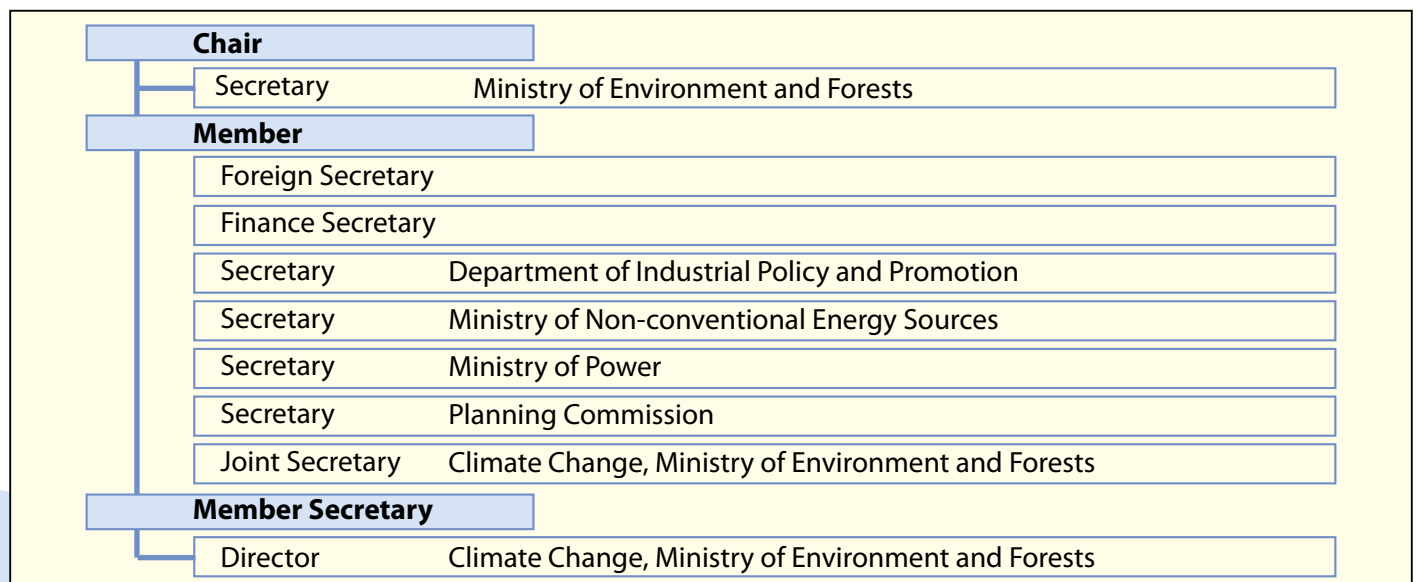 Chair
Secretary Ministry of Environment and Forests
Member
Foreign Secretary
Finance Secretary
Secretary Department of Industrial Policy and Promotion
Secretary Ministry of Non-conventional Energy Sources
Secretary Ministry of Power
Secretary Planning Commission
Joint Secretary Climate Change, Ministry of Environment and Forests
Member Secretary
Director Climate Change, Ministry of Environment and Forests